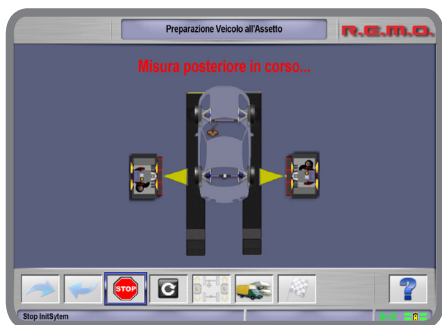 Preparazione Veicolo all'Assetto
R.E.M.O.
Misura posteriore in corso...
STOP
C
?
Stop InitSytem